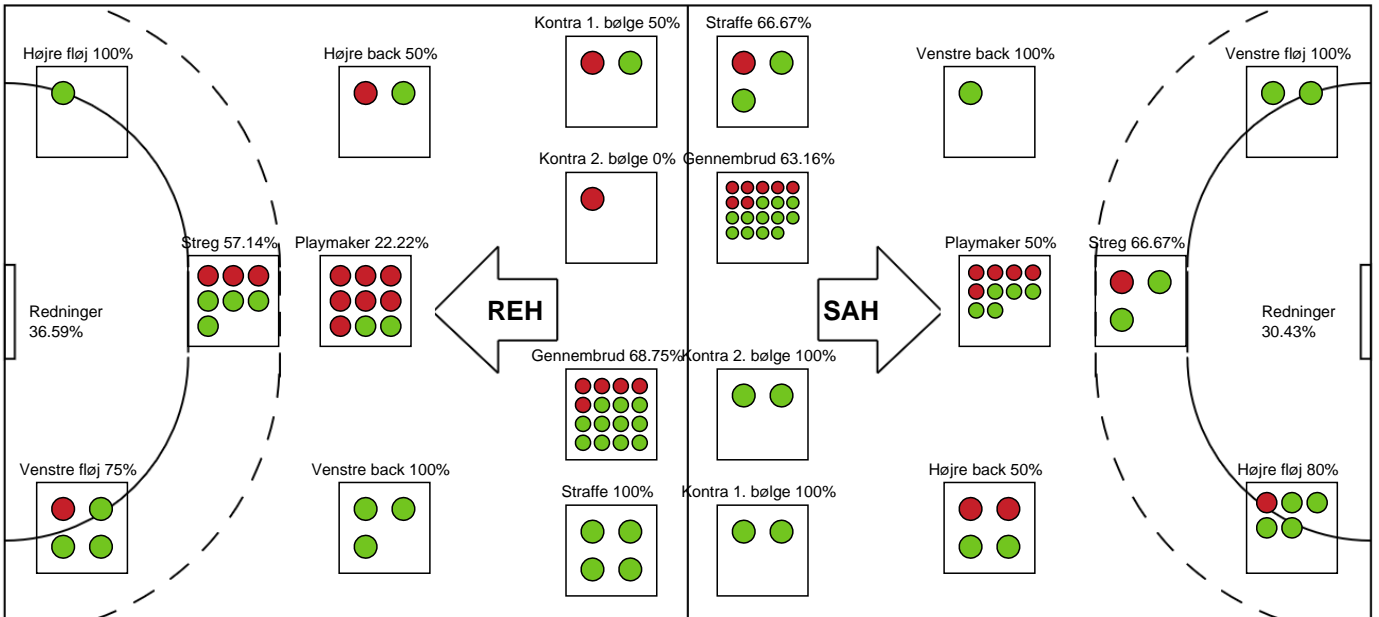 Kontra 1. bølge 50%
Straffe 66.67%
Højre fløj 100%
Højre back 50%
Venstre back 100%
Venstre fløj 100%
Kontra 2. bølge 0%
Gennembrud 63.16%
Streg 57.14%
Playmaker 22.22%
Playmaker 50%
Streg 66.67%
Redninger
36.59%
REH
SAH
Redninger
30.43%
Gennembrud 68.75%
Kontra 2. bølge 100%
Venstre fløj 75%
Venstre back 100%
Straffe 100%
Kontra 1. bølge 100%
Højre back 50%
Højre fløj 80%